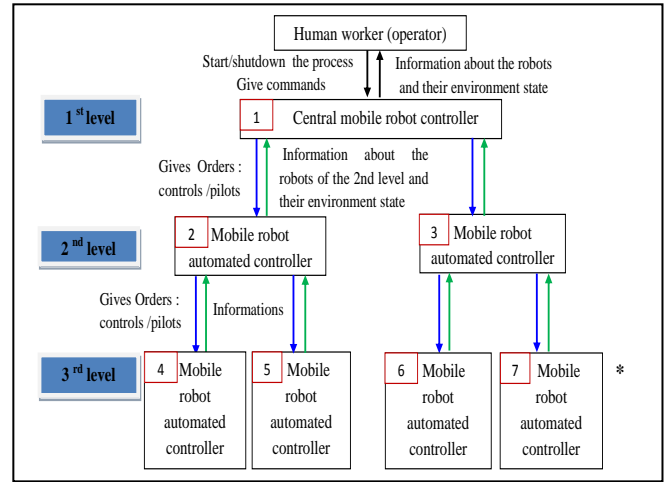 Human worker (operator)
Start/shutdown the process
Give commands
Information about the robots
and their environment state
1st level
1 Central mobile robot controller
Gives Orders :
controls /pilots
Information about the
robots of the 2nd level and
their environment state
2nd level
2 Mobile robot
automated controller
3 Mobile robot
automated controller
Gives Orders :
controls /pilots
Informations
3rd level
4 Mobile
robot
automated
controller
5 Mobile
robot
automated
controller
6 Mobile
robot
automated
controller
7 Mobile
robot
automated
controller
*